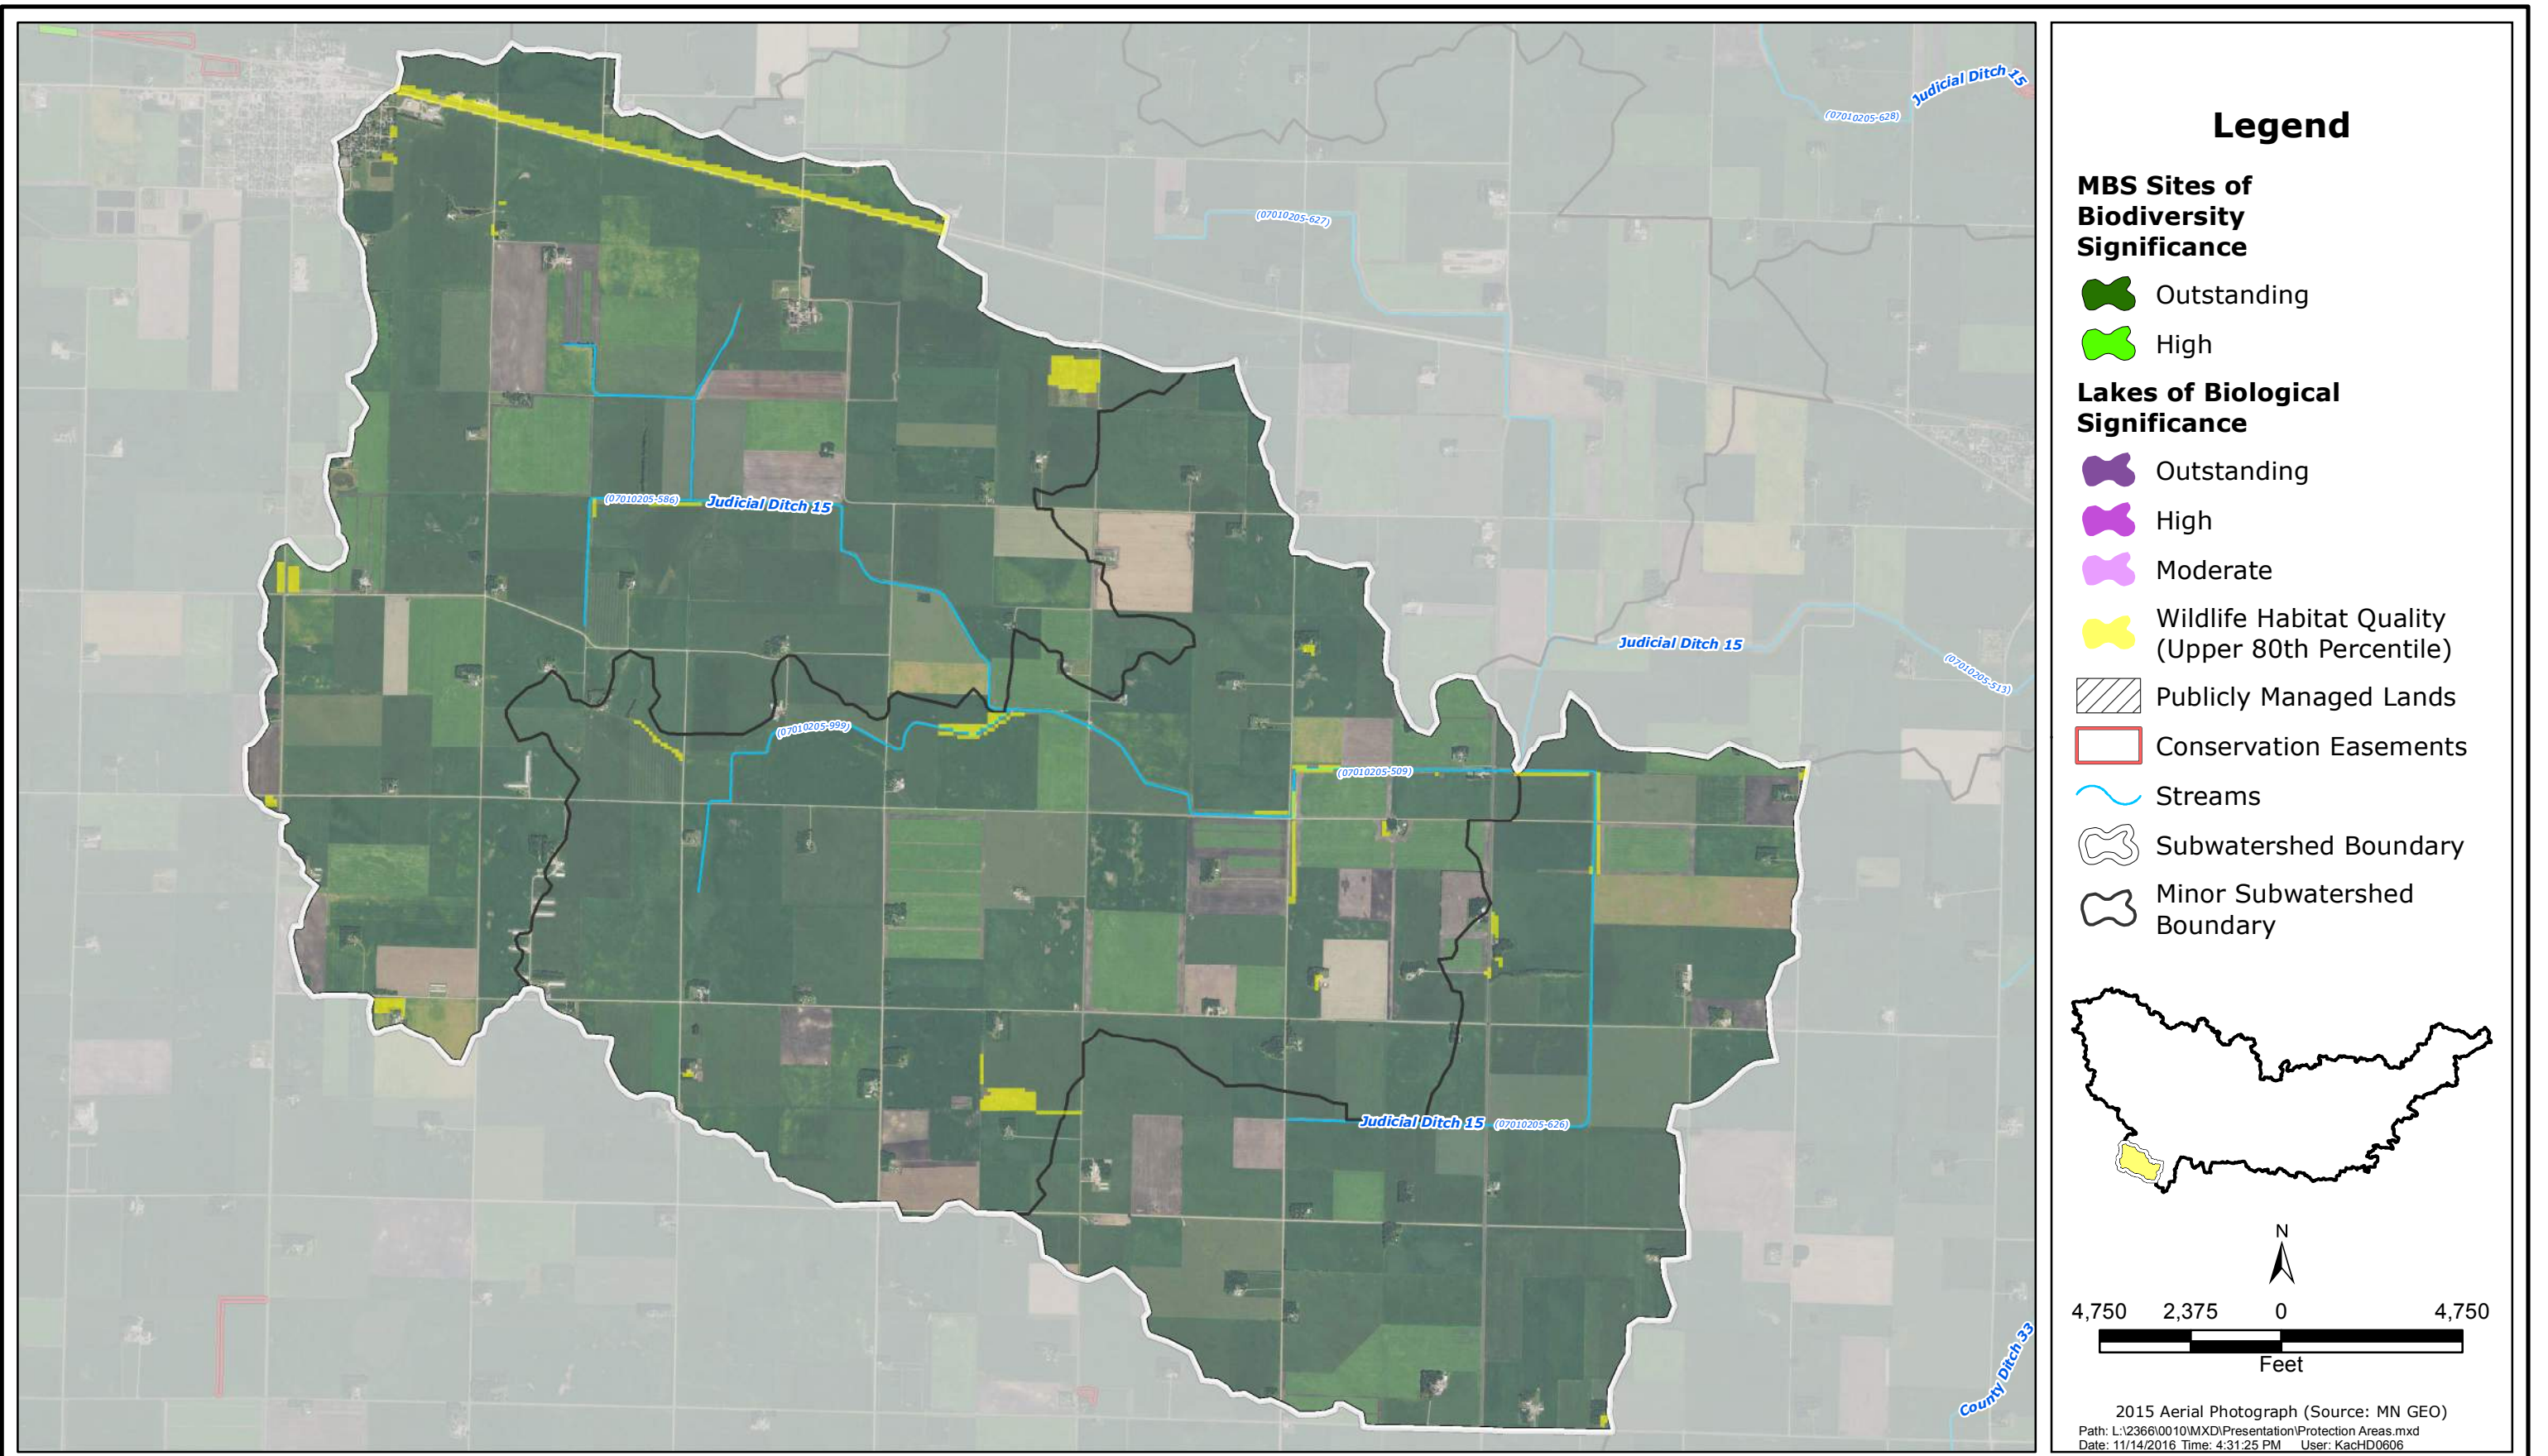 Judicial Ditch 15
(07010205-628)
(07010205-627)
(07010205-586)
Judicial Ditch 15
Judicial Ditch 15
(07010205-513)
(07010205-999)
(07010205-509)
Judicial Ditch 15
(07010205-626)
County Ditch 33
Legend
MBS Sites of
Biodiversity
Significance
Outstanding
High
Lakes of Biological
Significance
Outstanding
High
Moderate
Wildlife Habitat Quality
(Upper 80th Percentile)
Publicly Managed Lands
Conservation Easements
Streams
Subwatershed Boundary
Minor Subwatershed
Boundary
N
4,750 2,375 0 4,750
Feet
2015 Aerial Photograph (Source: MN GEO)
Path: L:\2366\0010\MXD\Presentation\Protection Areas.mxd
Date: 11/14/2016 Time: 4:31:25 PM User: KacHD0606